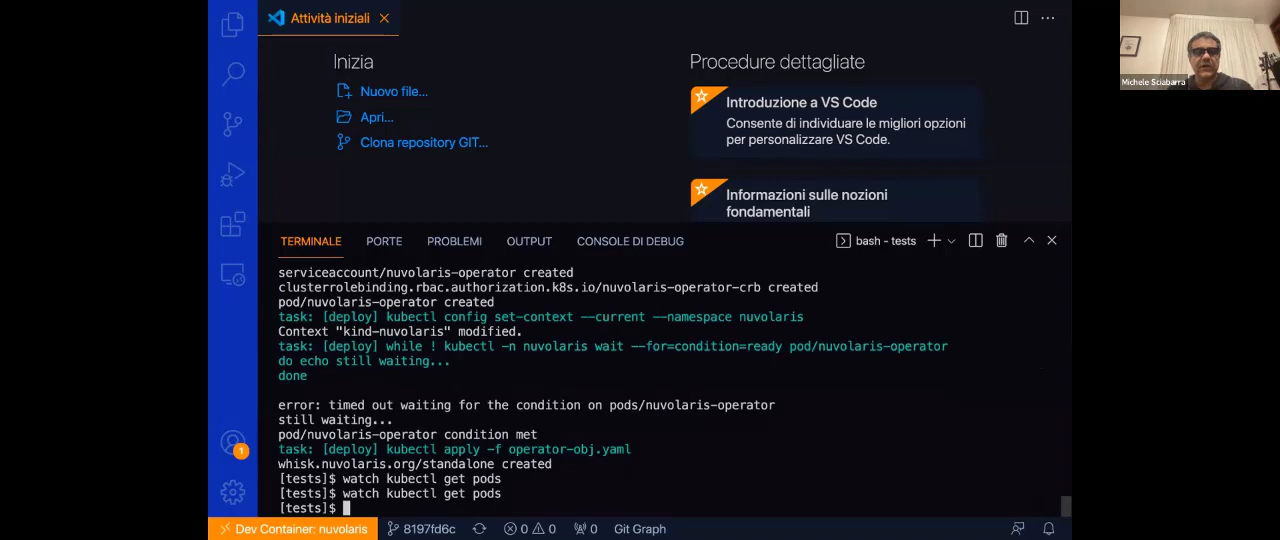 Attività iniziali
Inizia
Nuovo file...
Apri...
Clona repository GIT...
Procedure dettagliate
Introduzione a VS Code
Consente di individuare le migliori opzioni
per personalizzare VS Code.
Informazioni sulle nozioni
fondamentali
Michele Sciabarra
TERMINALE PORTE PROBLEMI OUTPUT CONSOLE DI DEBUG bash - tests
serviceaccount/nuvolaris-operator created
clusterrolebinding.rbac.authorization.k8s.io/nuvolaris-operator-crb created
pod/nuvolaris-operator created
task: [deploy] kubectl config set-context --current --namespace nuvolaris
Context "kind-nuvolaris" modified.
task: [deploy] while ! kubectl -n nuvolaris wait --for=condition=ready pod/nuvolaris-operator
do echo still waiting...
done
error: timed out waiting for the condition on pods/nuvolaris-operator
still waiting...
pod/nuvolaris-operator condition met
task: [deploy] kubectl apply -f operator-obj.yaml
whisk.nuvolaris.org/standalone created
[tests]$ watch kubectl get pods
[tests]$ watch kubectl get pods
[tests]$
1
Dev Container: nuvolaris 8197fd6c 0 0 0 Git Graph